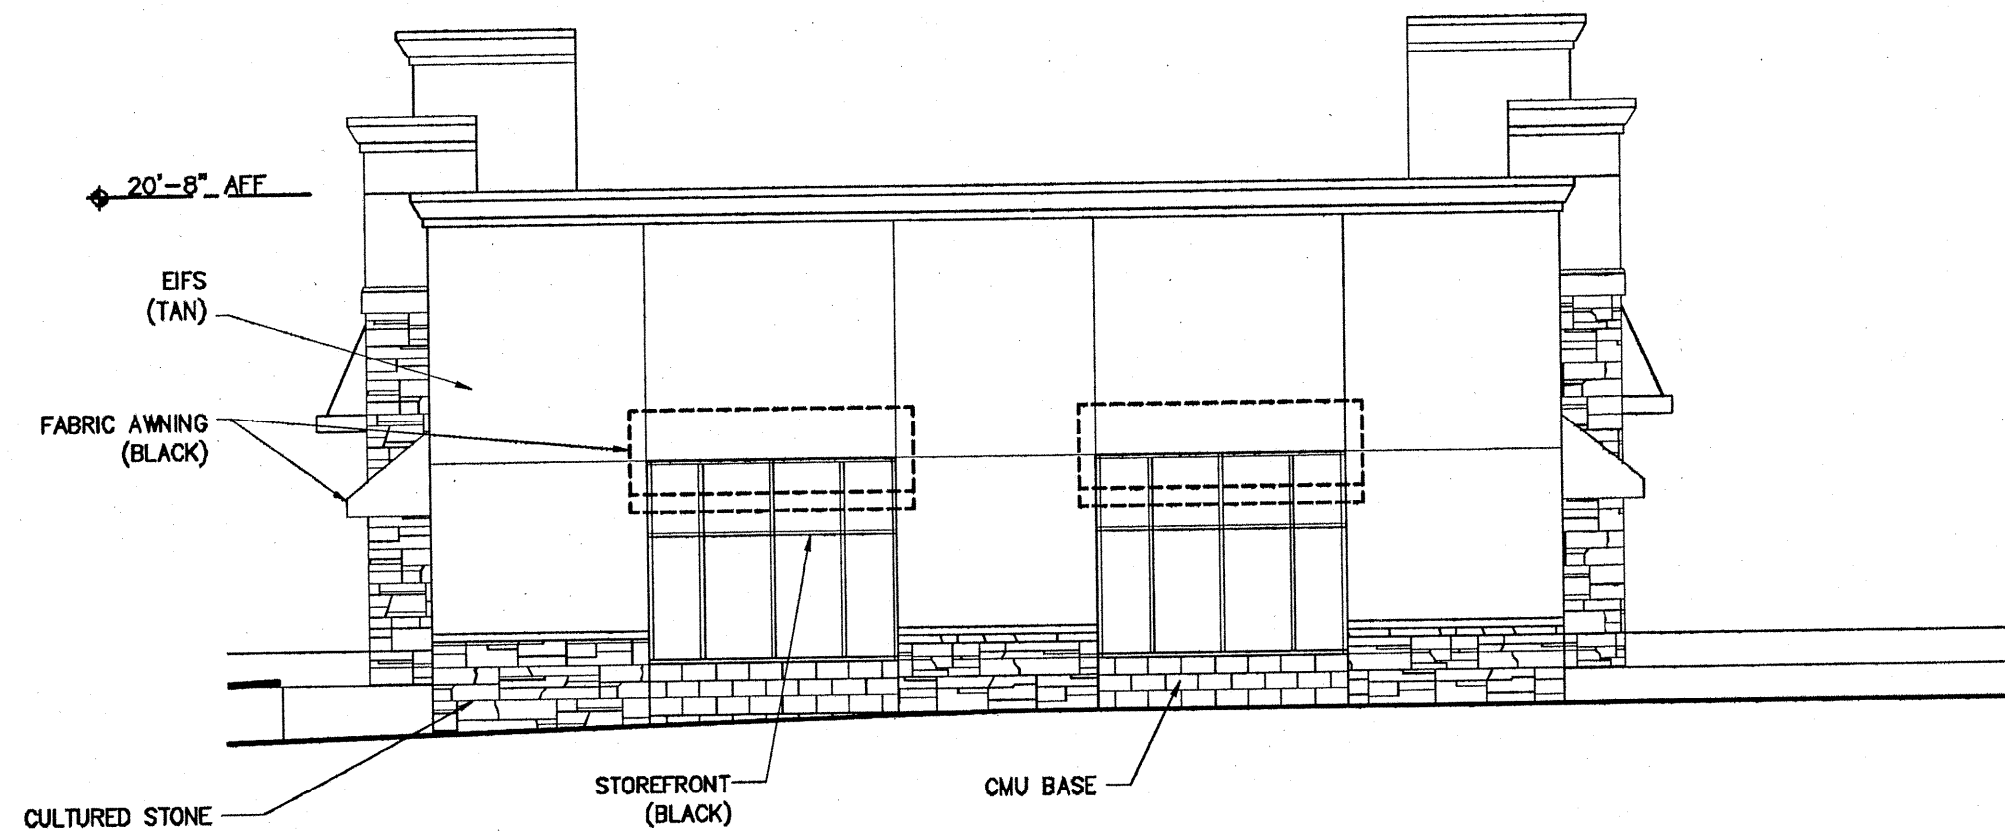 20'-8" AFF
EIFS
(TAN)
FABRIC AWNING
(BLACK)
STOREFRONT
(BLACK)
CMU BASE
CULTURED STONE